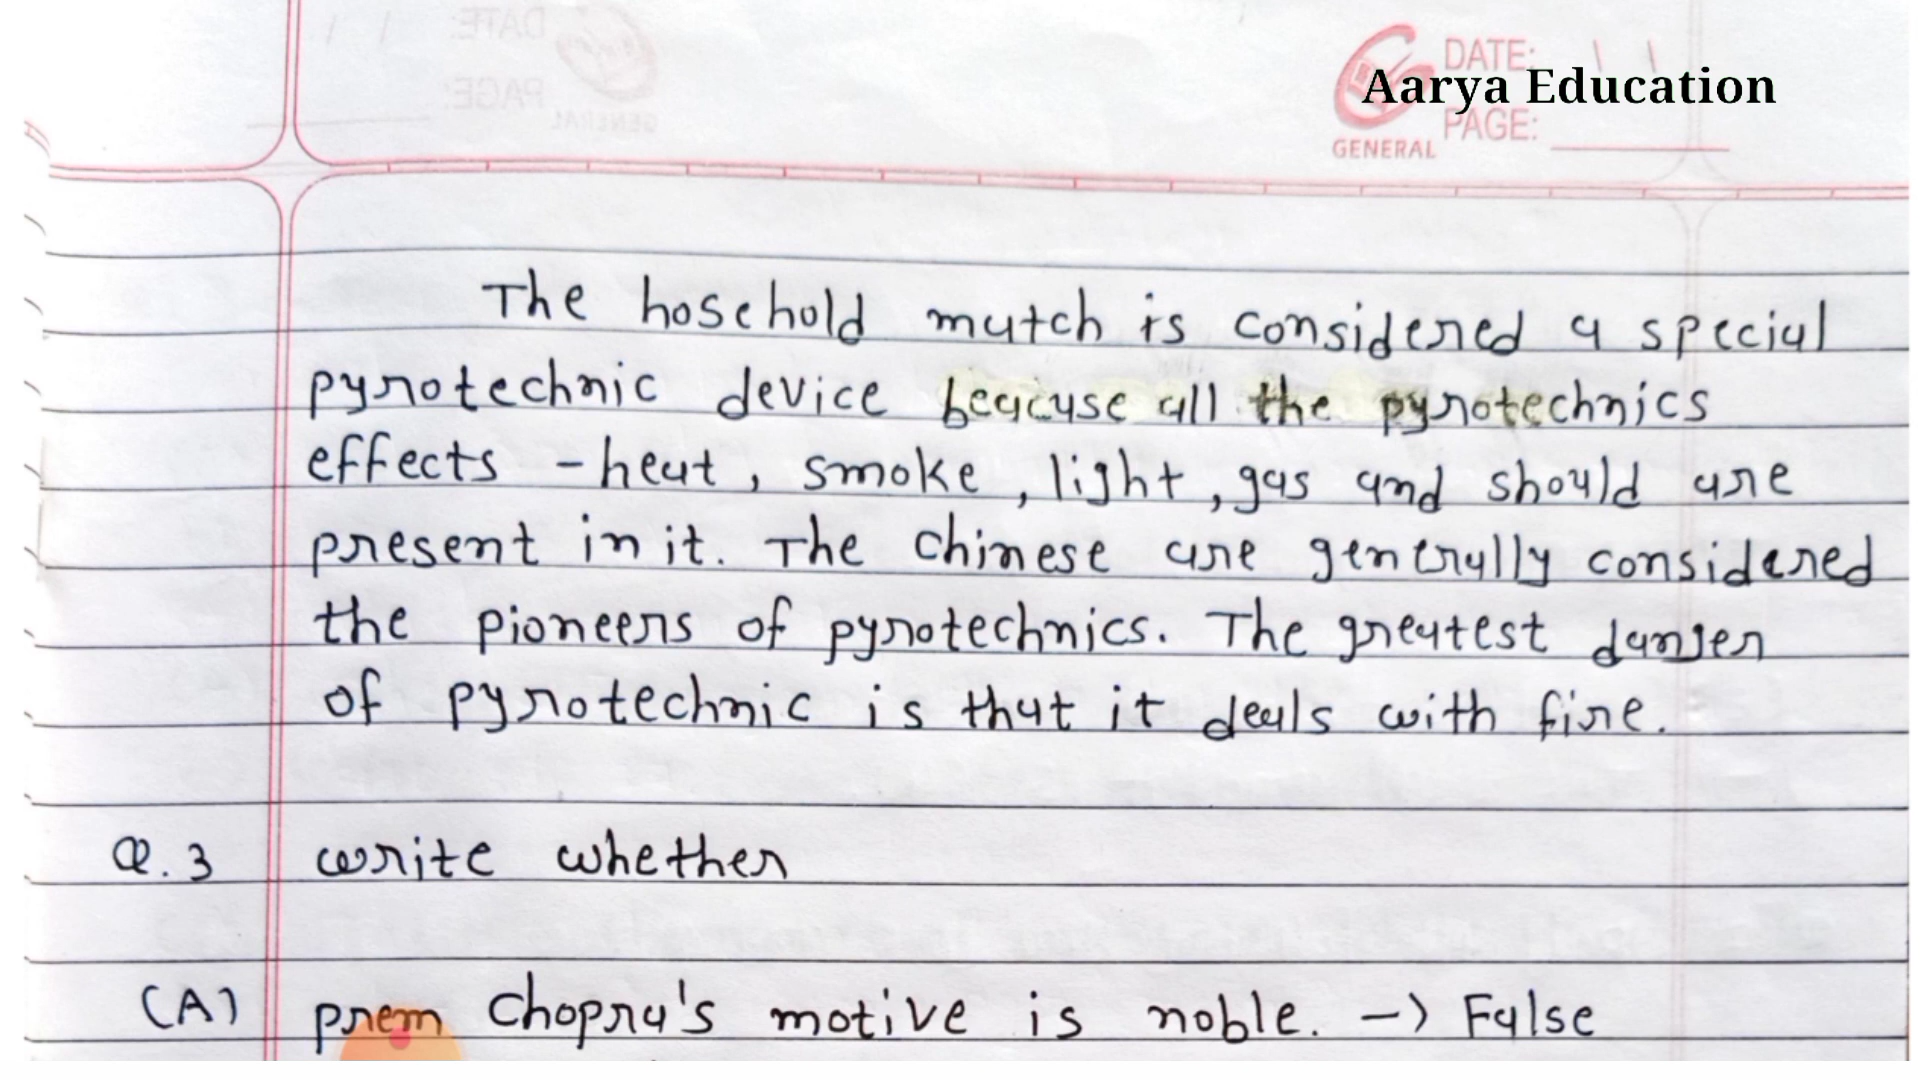 DATE:
PAGE:
GENERAL
Aarya Education
The hosehold match is considered a special
pyrotechnic device beacuse all the pyrotechnics
effects - heat, smoke, light, gas and should are
present in it. The Chinese are generally considered
the pioneers of pyrotechnics. The greatest danger
of pyrotechnic is that it deals with fire.
Q.3 write whether
(A) prem Chopra's motive is noble. -> False